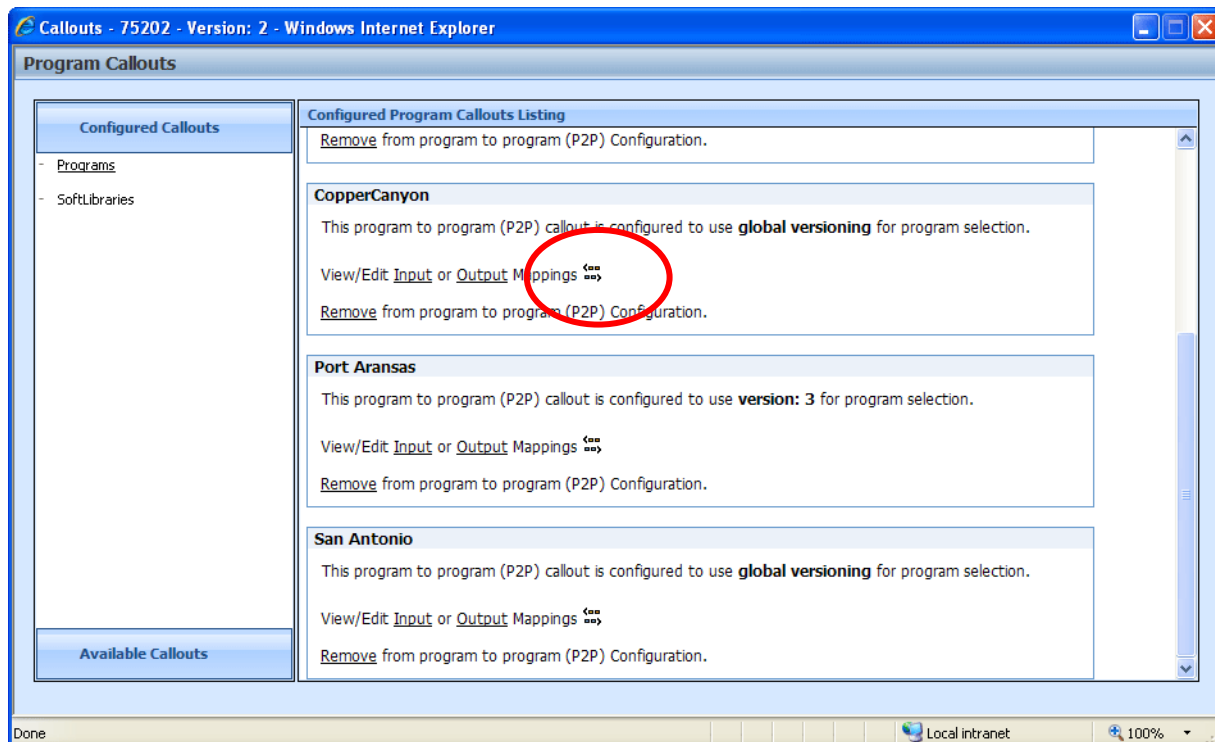 Callouts - 75202 - Version: 2 - Windows Internet Explorer
Program Callouts
Configured Callouts
- Programs
- SoftLibraries
Available Callouts
Configured Program Callouts Listing
Remove from program to program (P2P) Configuration.
CopperCanyon
This program to program (P2P) callout is configured to use global versioning for program selection.
View/Edit Input or Output Mappings
Remove from program to program (P2P) Configuration.
Port Aransas
This program to program (P2P) callout is configured to use version: 3 for program selection.
View/Edit Input or Output Mappings
Remove from program to program (P2P) Configuration.
San Antonio
This program to program (P2P) callout is configured to use global versioning for program selection.
View/Edit Input or Output Mappings
Remove from program to program (P2P) Configuration.
Done
Local intranet
100%